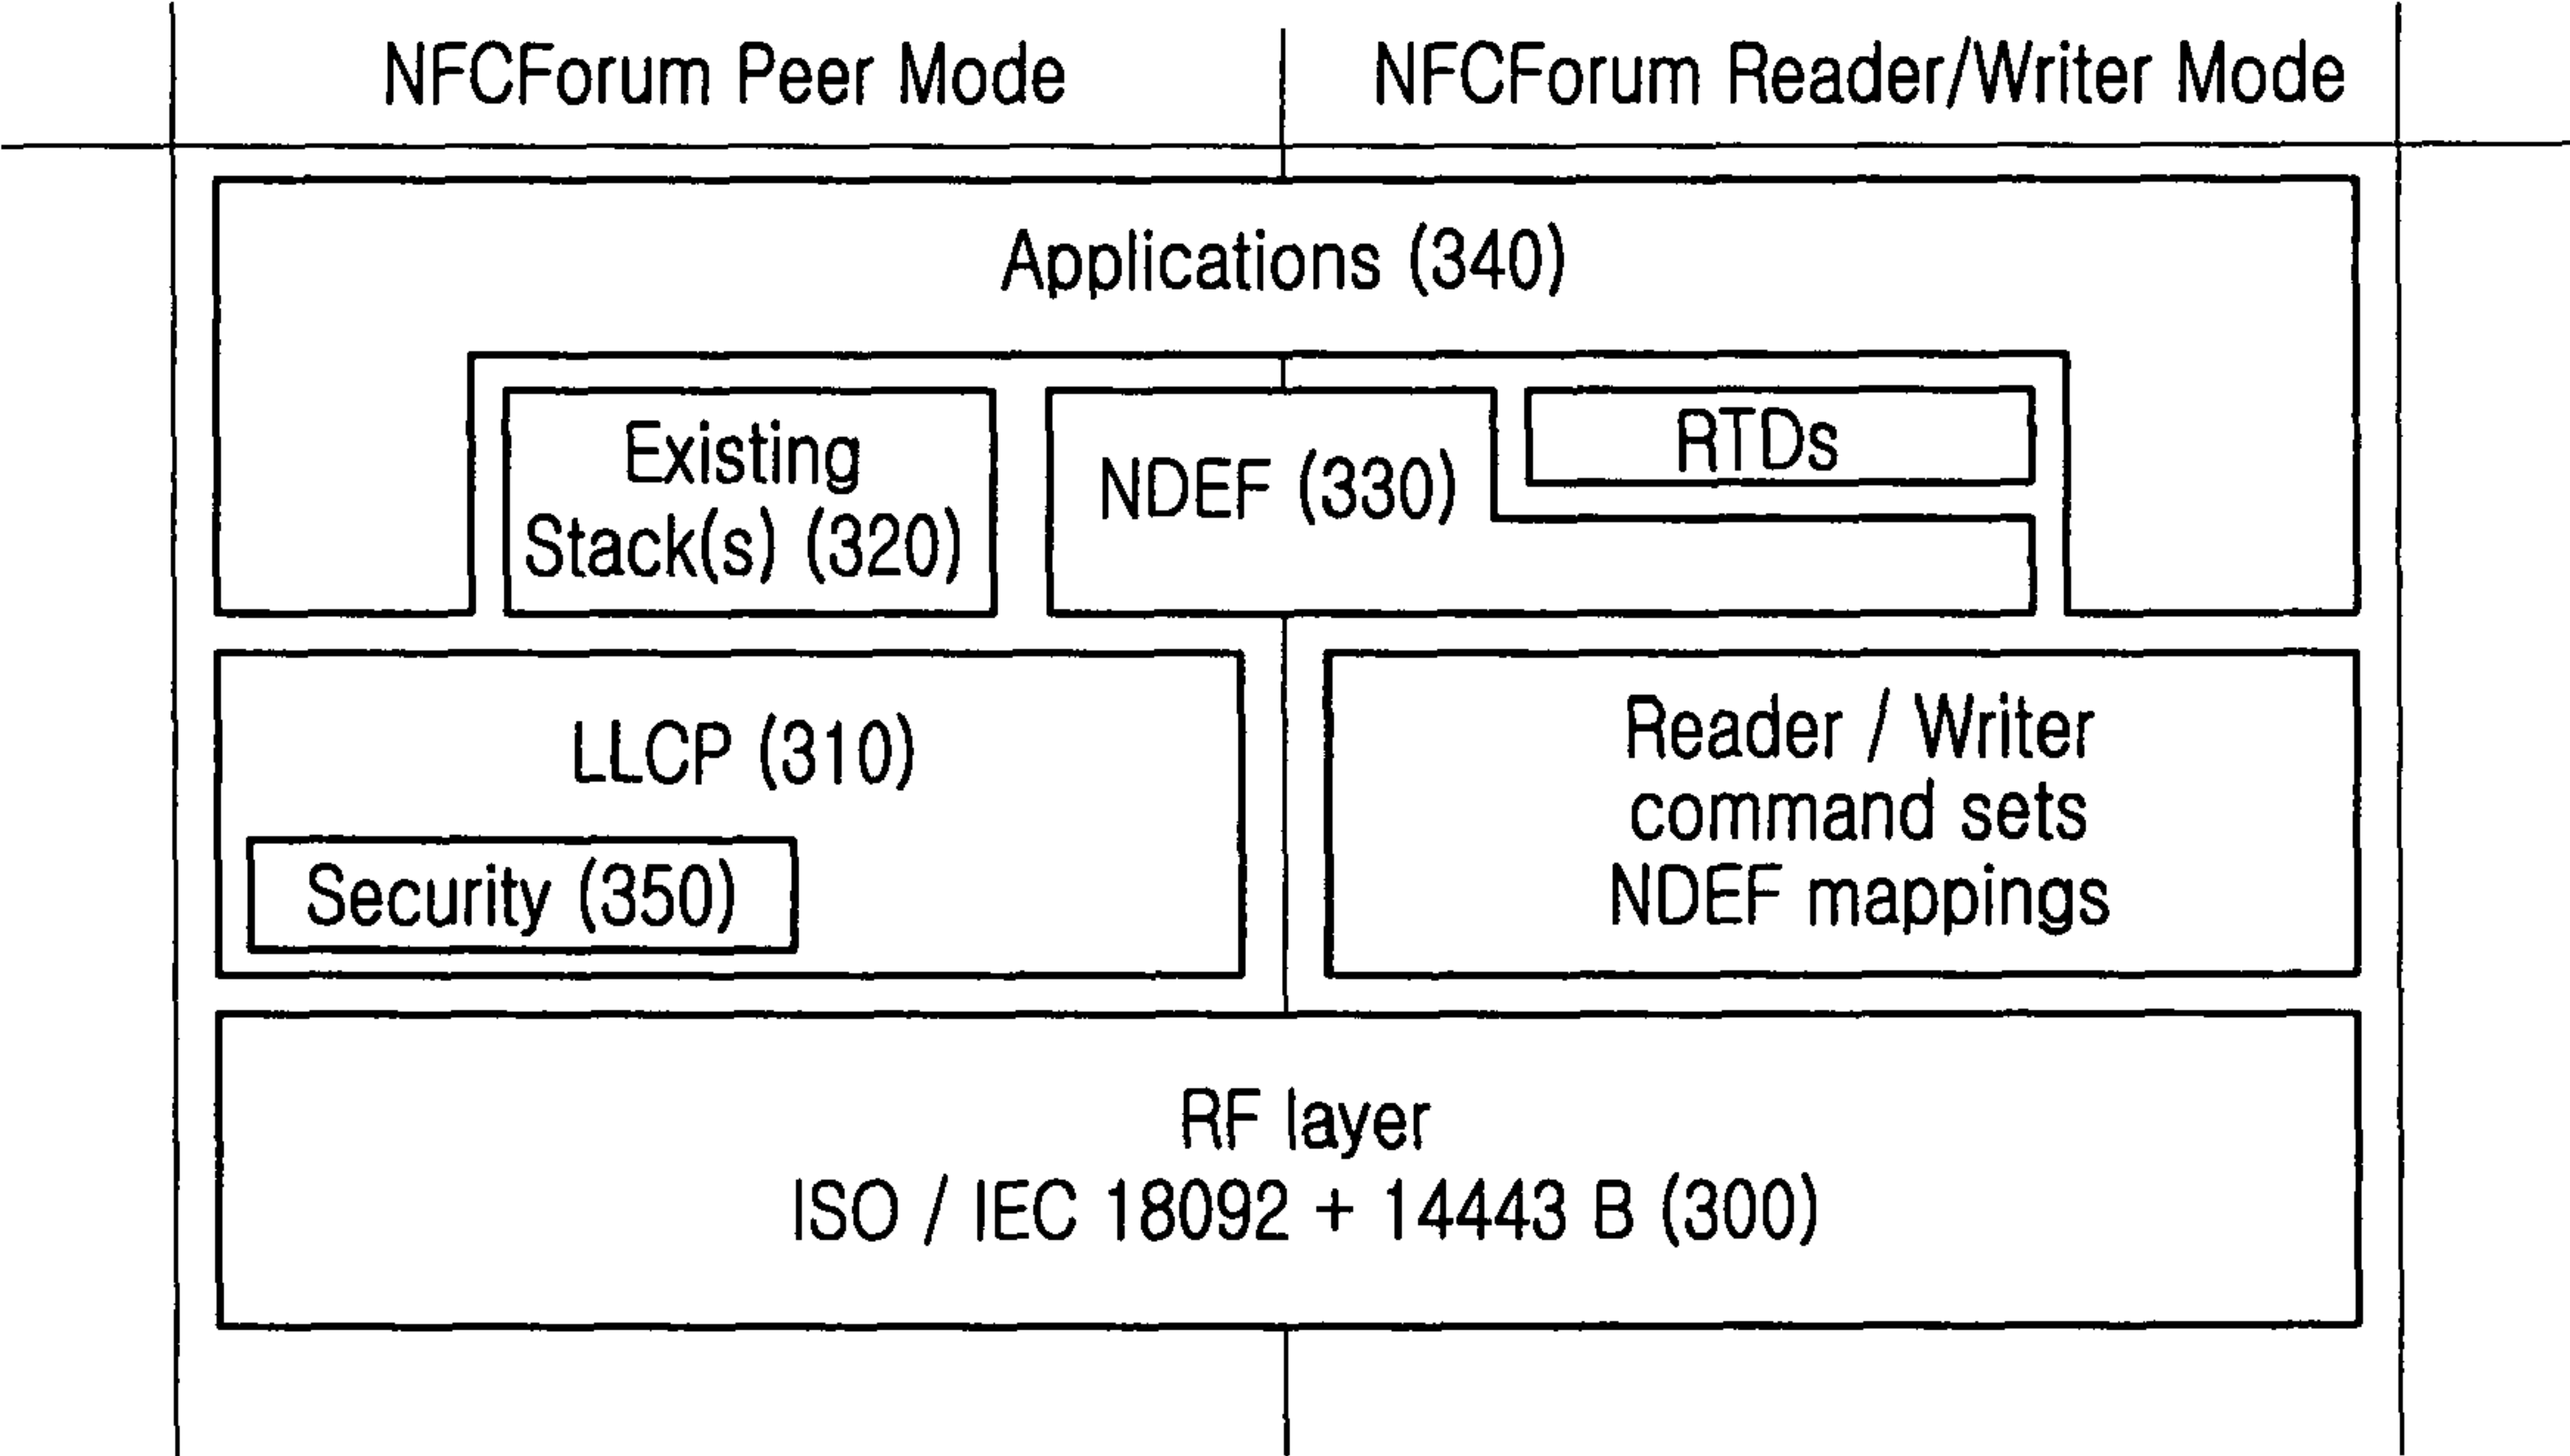 NFCForum Peer Mode
NFCForum Reader/Writer Mode
Applications (340)
Existing
Stack(s) (320)
NDEF (330)
RTDs
LLCP (310)
Security (350)
Reader / Writer
command sets
NDEF mappings
RF layer
ISO / IEC 18092 + 14443 B (300)